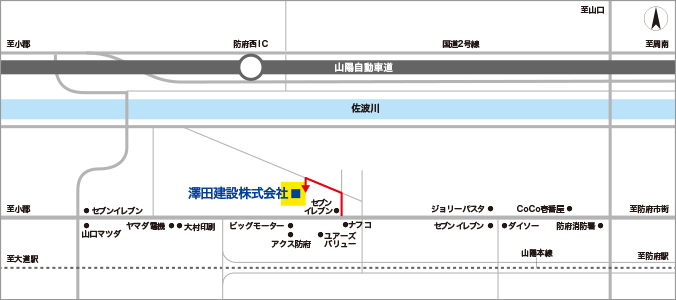 至山口
至小郡
防府西IC
国道2号線
至周南
山陽自動車道
佐波川
澤田建設株式会社
セブン
イレブン
至小郡
セブンイレブン
ジョリーパスタ
CoCo壱番屋
至防府市街
山口マツダ
ヤマダ電機
大村印刷
ビッグモーター
ナフコ
セブンイレブン
ダイソー
防府消防署
アクス防府
ユアーズ
バリュー
至大道駅
山陽本線
至防府駅